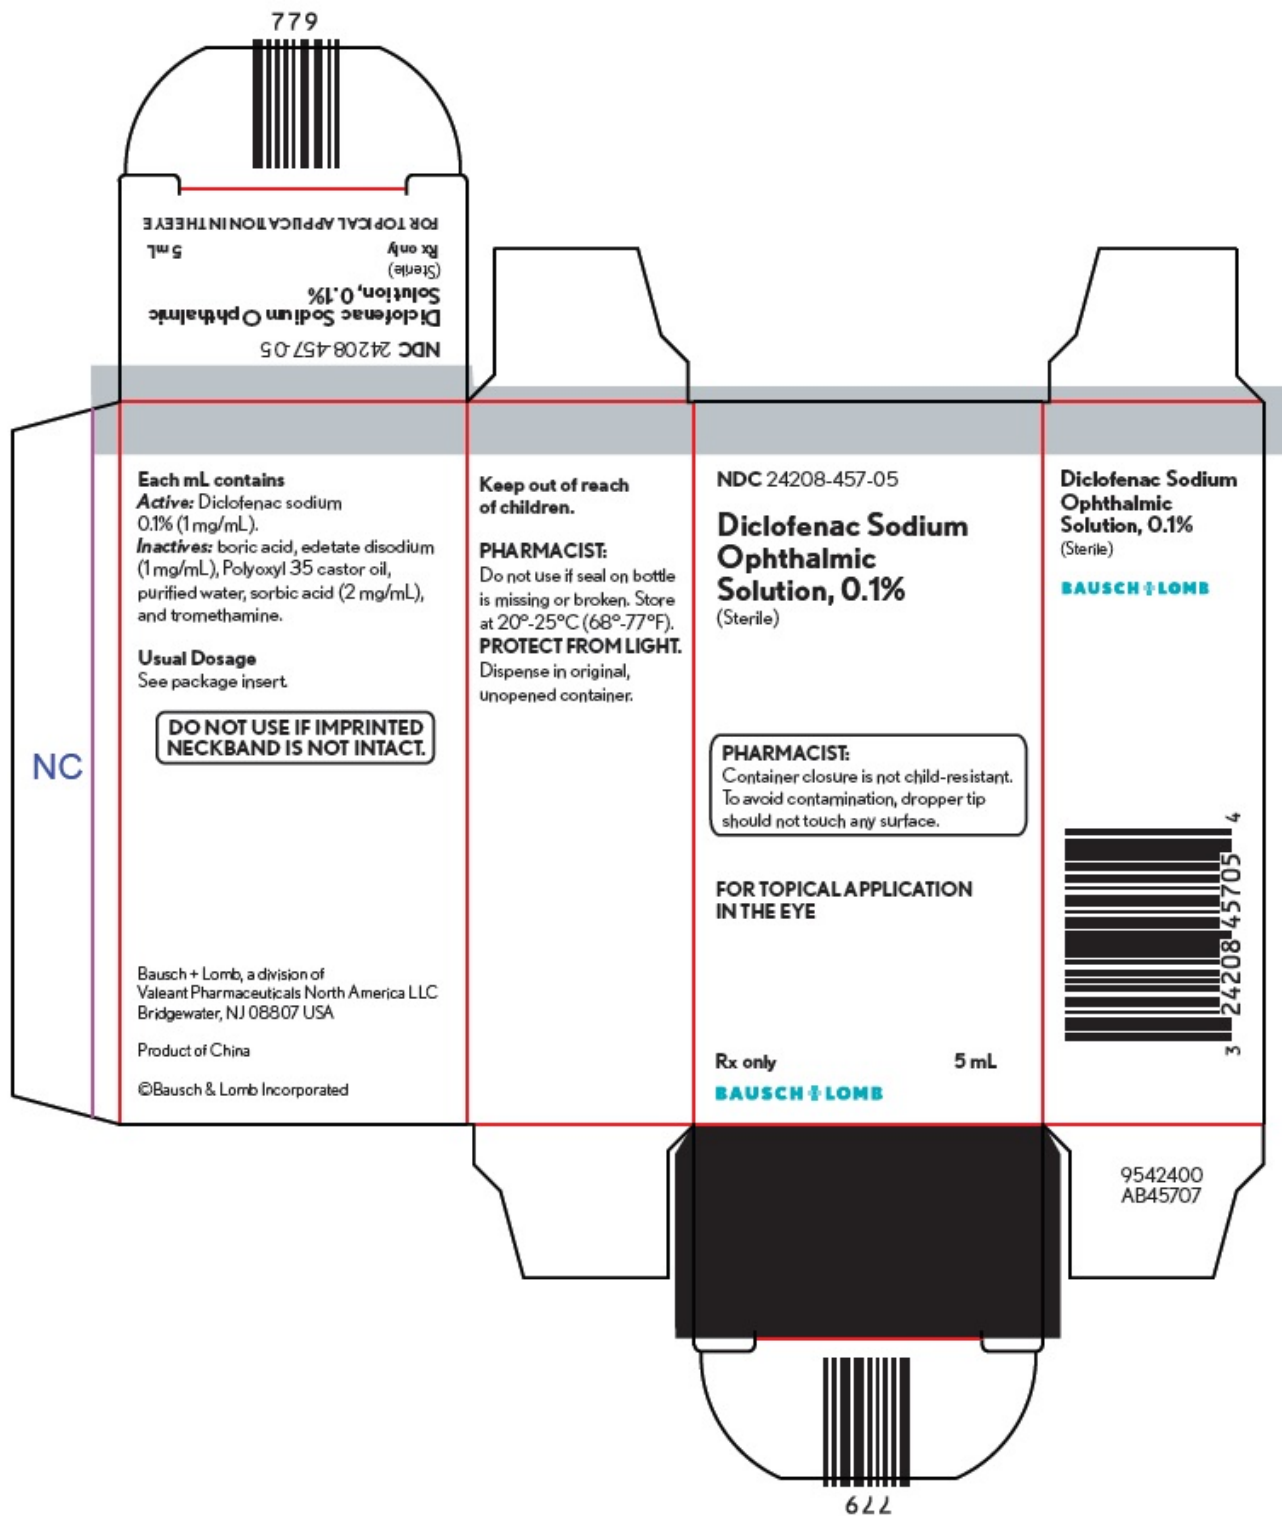 779
FOR TOPICAL APPLICATION IN THE EYE
Rx only 5 mL
(Sterile)
Solution, 0.1%
Diclofenac Sodium Ophthalmic
NDC 24208-457-05
NC
Each mL contains
Active: Diclofenac sodium
0.1% (1 mg/mL).
Inactives: boric acid, edetate disodium
(1 mg/mL), Polyoxyl 35 castor oil,
purified water, sorbic acid (2 mg/mL),
and tromethamine.
Usual Dosage
See package insert.
DO NOT USE IF IMPRINTED
NECKBAND IS NOT INTACT.
Bausch + Lomb, a division of
Valeant Pharmaceuticals North America LLC
Bridgewater, NJ 08807 USA
Product of China
©Bausch & Lomb Incorporated
Keep out of reach
of children.
PHARMACIST:
Do not use if seal on bottle
is missing or broken. Store
at 20°-25°C (68°-77°F).
PROTECT FROM LIGHT.
Dispense in original,
unopened container.
NDC 24208-457-05
Diclofenac Sodium
Ophthalmic
Solution, 0.1%
(Sterile)
PHARMACIST:
Container closure is not child-resistant.
To avoid contamination, dropper tip
should not touch any surface.
FOR TOPICAL APPLICATION
IN THE EYE
Rx only 5 mL
BAUSCH + LOMB
Diclofenac Sodium
Ophthalmic
Solution, 0.1%
(Sterile)
BAUSCH + LOMB
3 24208 45705 4
9542400
AB45707
779